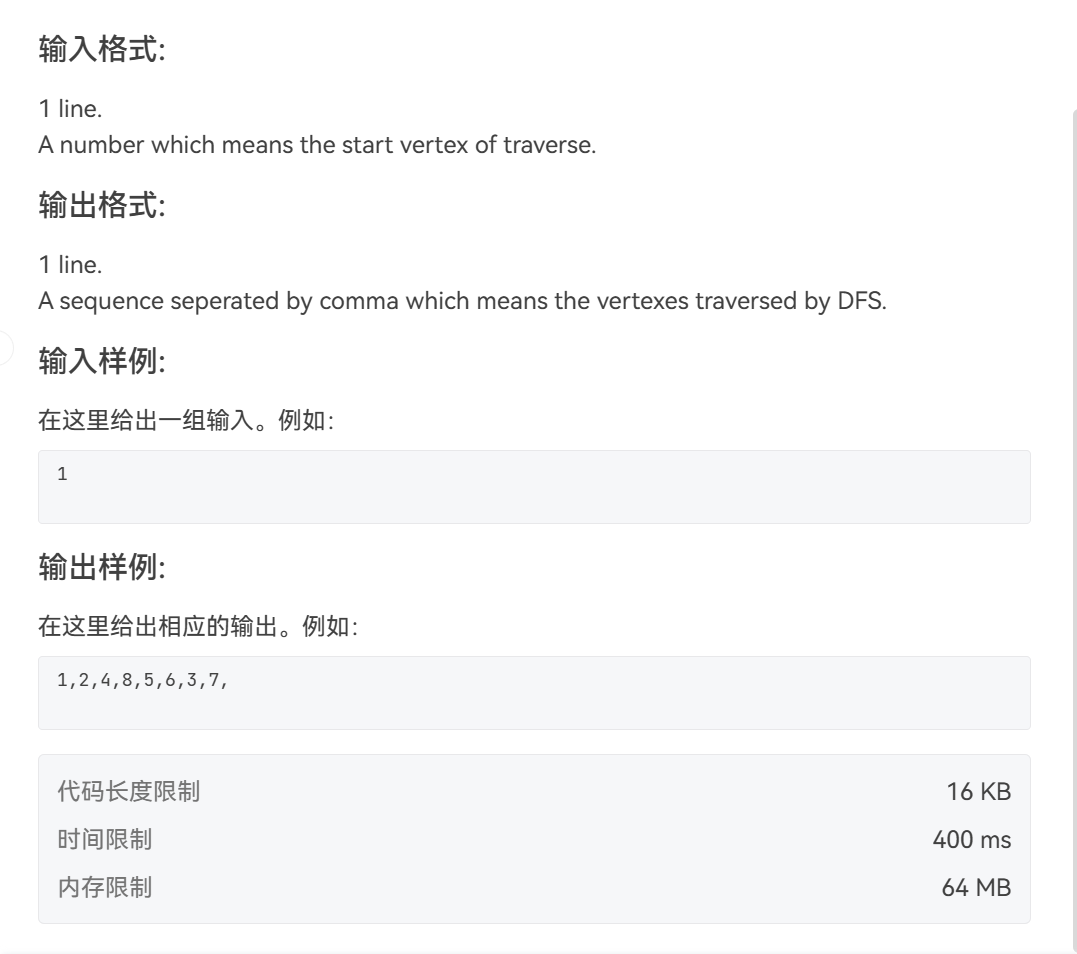 输入格式:
1 line.
A number which means the start vertex of traverse.
输出格式:
1 line.
A sequence seperated by comma which means the vertexes traversed by DFS.
输入样例:
在这里给出一组输入。例如：
1
输出样例:
在这里给出相应的输出。例如：
1,2,4,8,5,6,3,7,
代码长度限制 16 KB
时间限制 400 ms
内存限制 64 MB